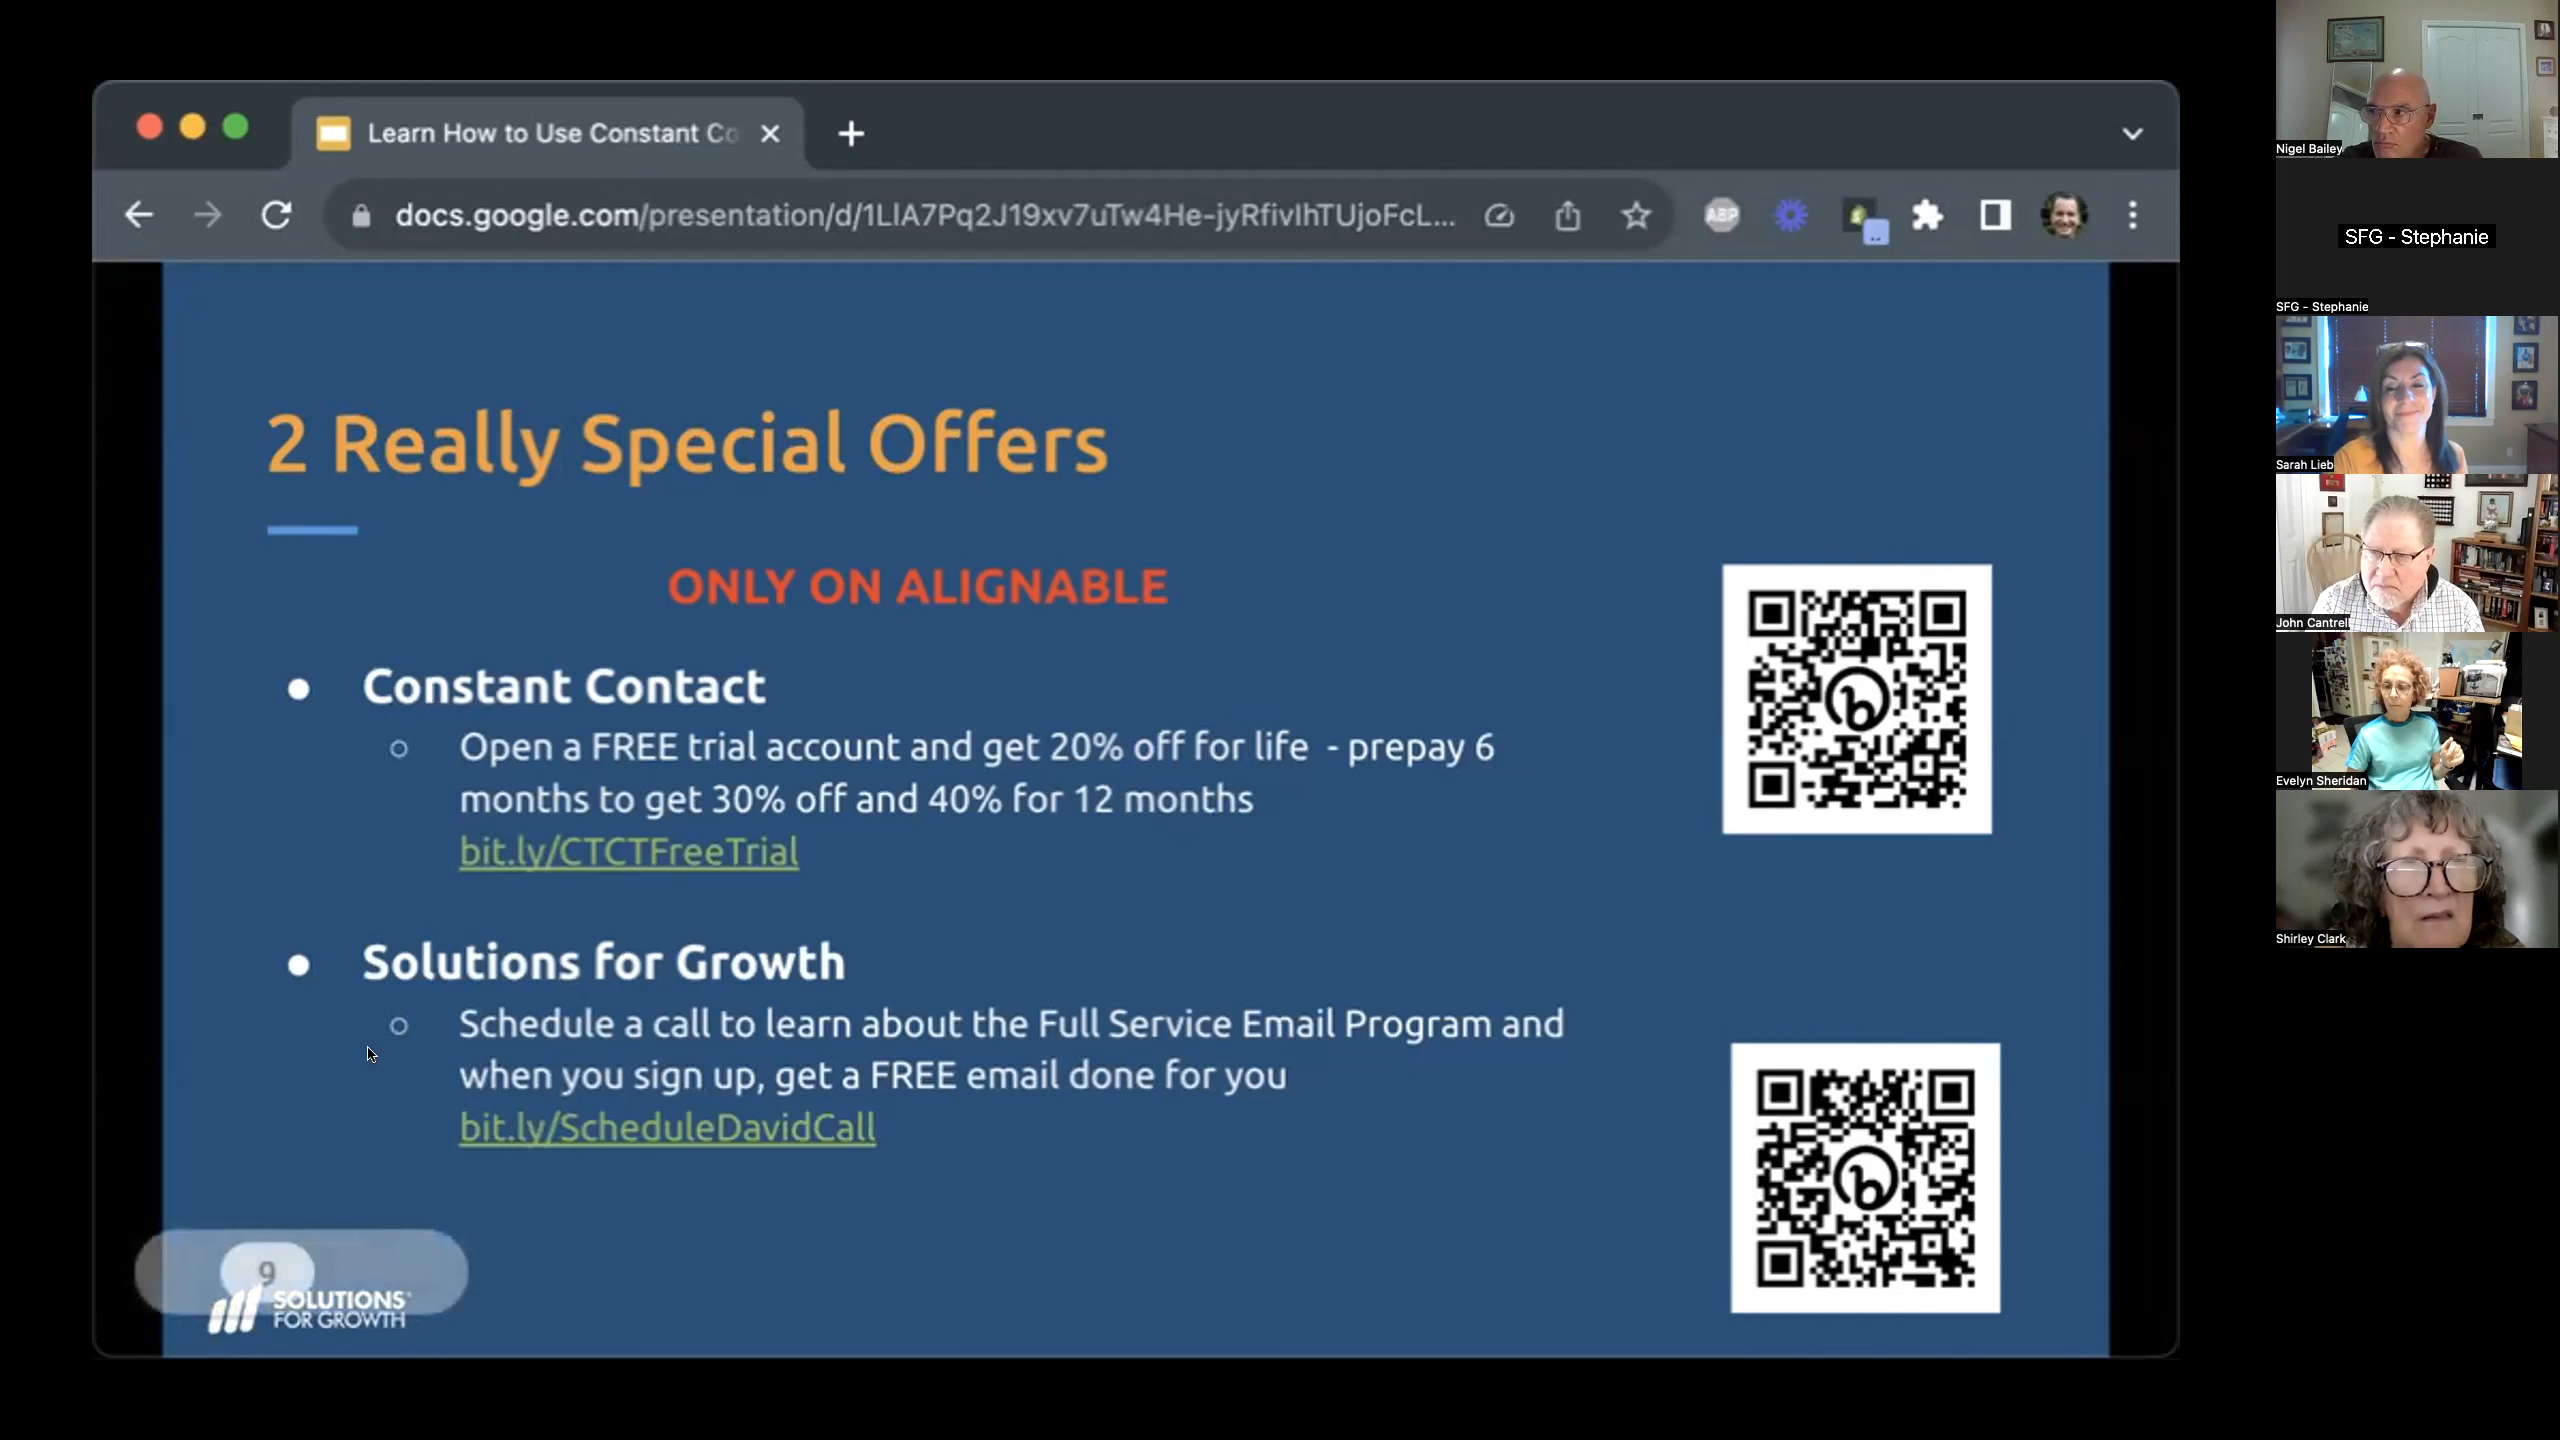 Learn How to Use Constant Co
docs.google.com/presentation/d/1LlA7Pq2J19xv7uTw4He-jyRfivIhTUjoFcL...
ABP
2 Really Special Offers
ONLY ON ALIGNABLE
● Constant Contact
○ Open a FREE trial account and get 20% off for life - prepay 6
months to get 30% off and 40% for 12 months
bit.ly/CTCTFreeTrial
● Solutions for Growth
○ Schedule a call to learn about the Full Service Email Program and
when you sign up, get a FREE email done for you
bit.ly/ScheduleDavidCall
9
SOLUTIONS
FOR GROWTH
Nigel Bailey
SFG - Stephanie
SFG - Stephanie
Sarah Lieb
John Cantrell
Evelyn Sheridan
Shirley Clark